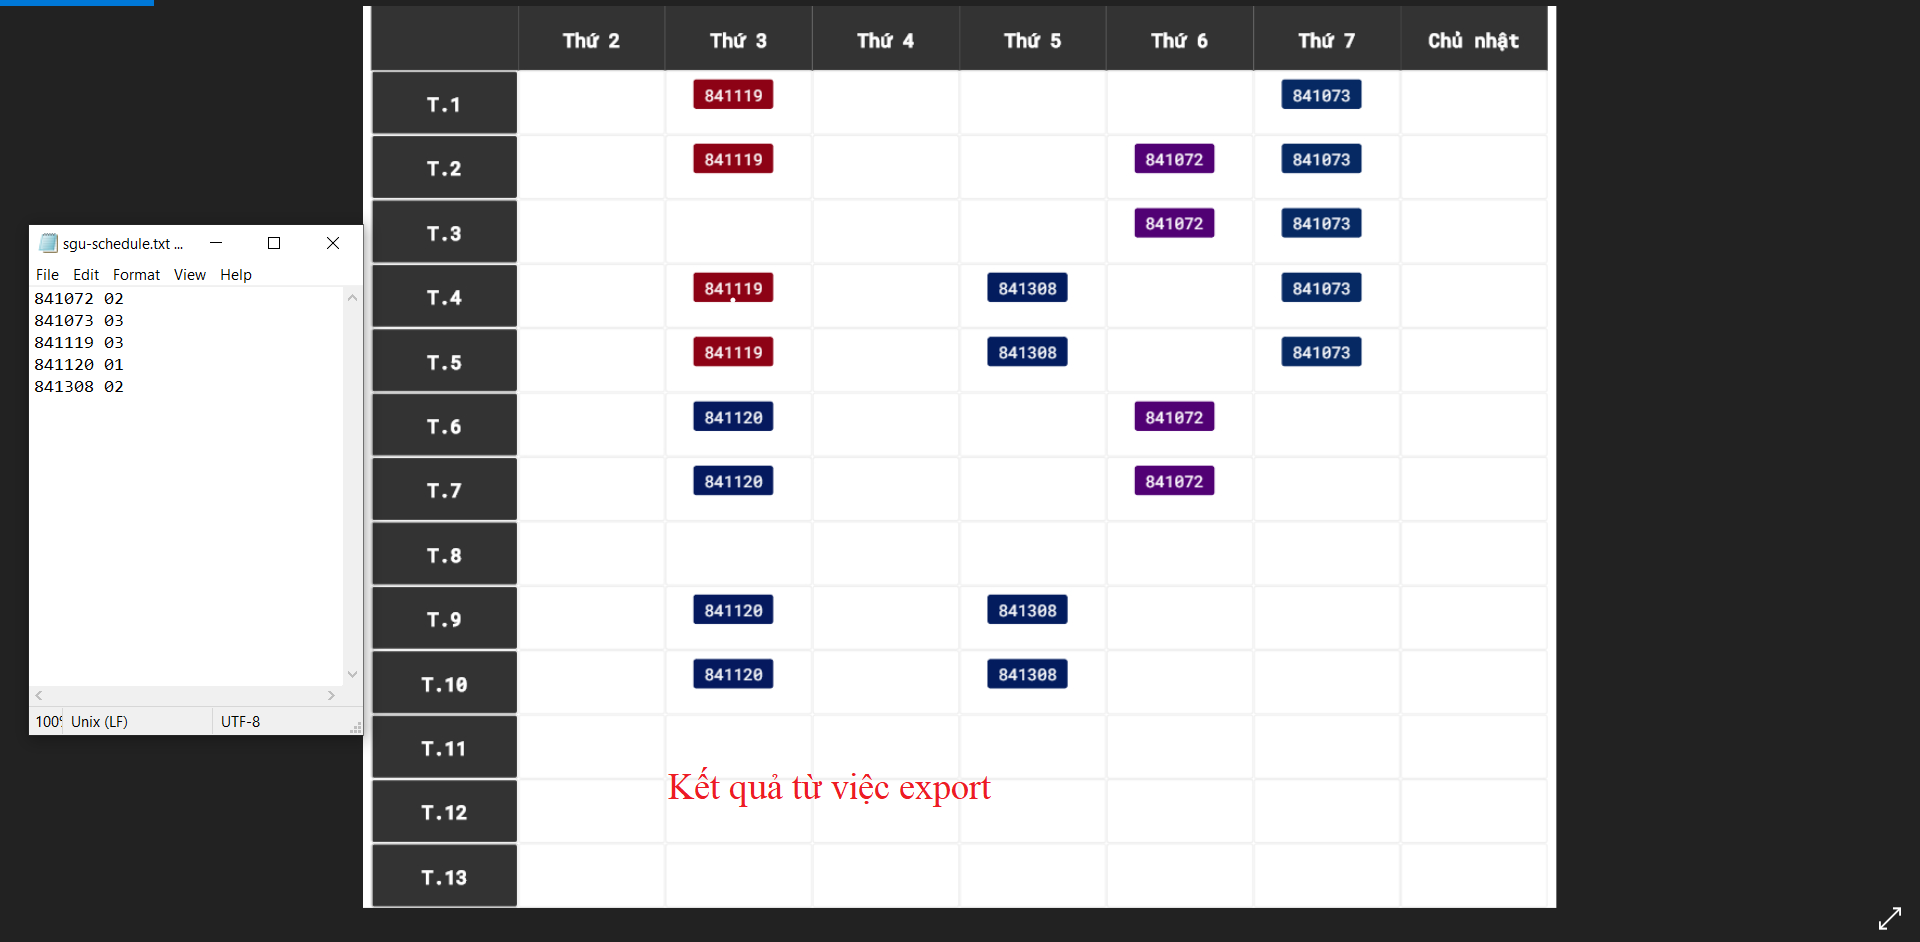 Thứ 2 Thứ 3 Thứ 4 Thứ 5 Thứ 6 Thứ 7 Chủ nhật
T.1 841119 841073
T.2 841119 841072 841073
T.3 841072 841073
T.4 841119 841308 841073
T.5 841119 841308 841073
T.6 841120 841072
T.7 841120 841072
T.8
T.9 841120 841308
T.10 841120 841308
T.11
Kết quả từ việc export
T.12
T.13
sgu-schedule.txt ...
File Edit Format View Help
841072 02
841073 03
841119 03
841120 01
841308 02
100% Unix (LF) UTF-8